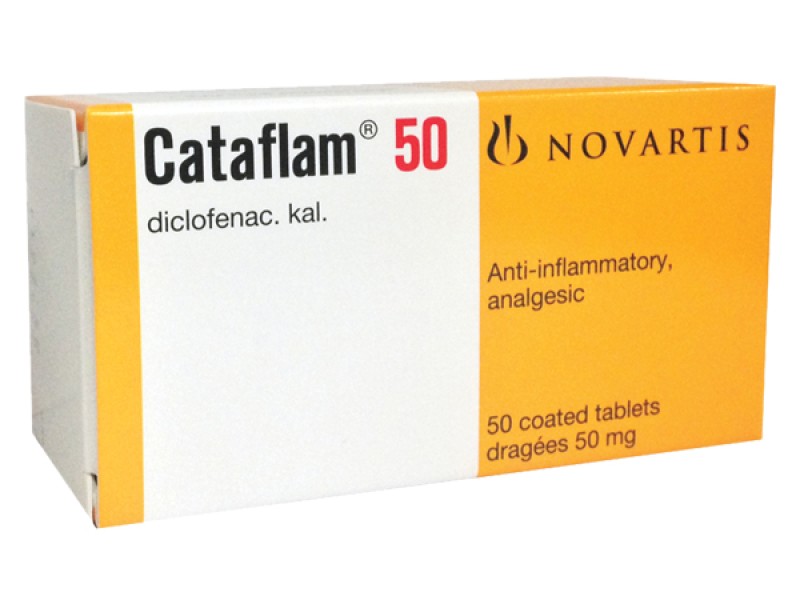 Cataflam® 50
diclofenac. kal.
NOVARTIS
Anti-inflammatory,
analgesic
50 coated tablets
dragées 50 mg